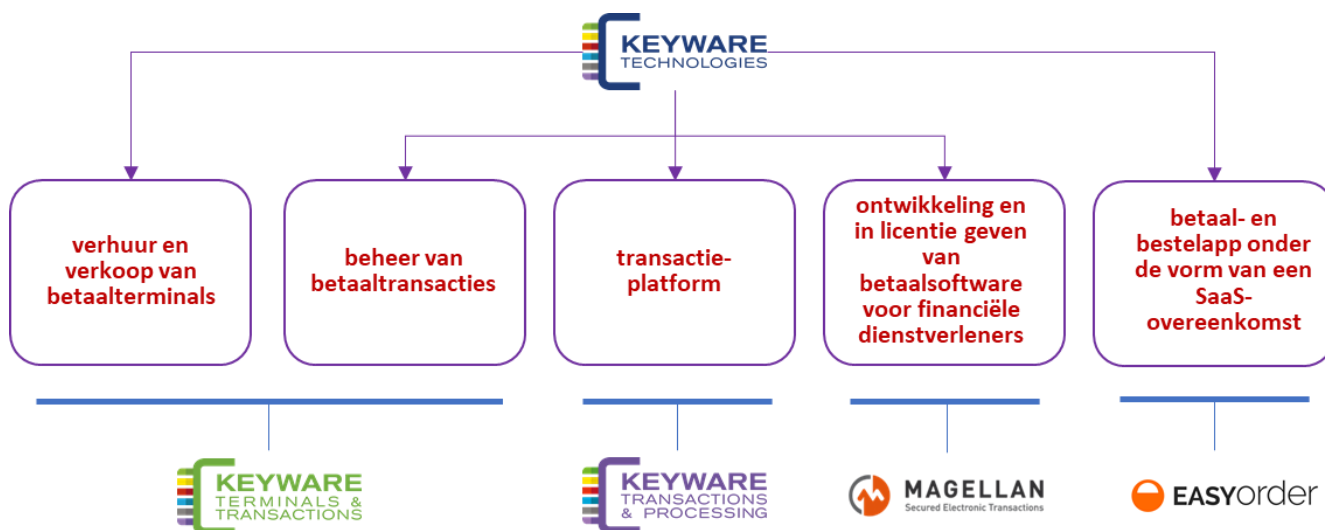 KEYWARE
TECHNOLOGIES
verhuur en
verkoop van
betaalterminals
beheer van
betaaltransacties
transactie-
platform
ontwikkeling en
in licentie geven
van
betaalsoftware
voor financiële
dienstverleners
betaal- en
bestelapp onder
de vorm van een
SaaS-
overeenkomst
KEYWARE
TERMINALS &
TRANSACTIONS
KEYWARE
TRANSACTIONS
& PROCESSING
MAGELLAN
Secured Electronic Transactions
EASYorder